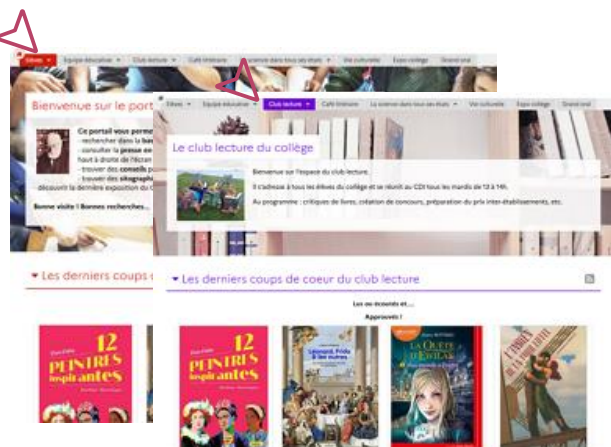 Elèves Equipe éducative Club lecture Café littéraire La science dans tous ses états Vie culturelle Expo collège Grand oral
Bienvenue sur le port
Ce portail vous perme
- rechercher dans la bas
- consulter la presse en
haut à droite de l'écran
- trouver des conseils p
- trouver des sitographi
découvrir la dernière exposition du C
Bonne visite ! Bonnes recherches...
Les derniers coups
12
PEINTRES
inspirantes
Elèves Equipe éducative Club lecture Café littéraire La science dans tous ses états Vie culturelle Expo collège Grand oral
Le club lecture du collège
Bienvenue sur l'espace du club lecture.
Il s'adresse à tous les élèves du collège et se réunit au CDI tous les mardis de 13 à 14h.
Au programme : critiques de livres, création de concours, préparation du prix inter-établissements, etc.
Les derniers coups de coeur du club lecture
Lus ou écoutés et...
Approuvés !
12
PEINTRES
inspirantes
Léonard, Frida
& les autres
LA QUÊTE
D'EWILAN